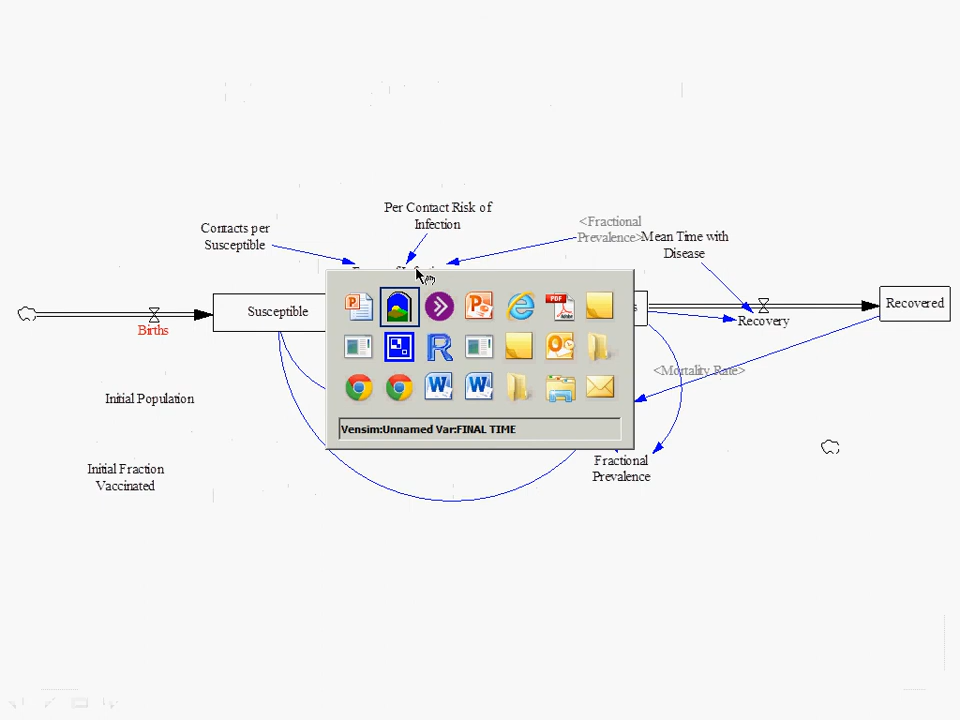 Per Contact Risk of
Infection
Contacts per
Susceptible
<Fractional
Prevalence>
Mean Time with
Disease
Susceptible
Births
Recovery
Recovered
Initial Population
<Mortality Rate>
Vensim:Unnamed Var:FINAL TIME
Initial Fraction
Vaccinated
Fractional
Prevalence